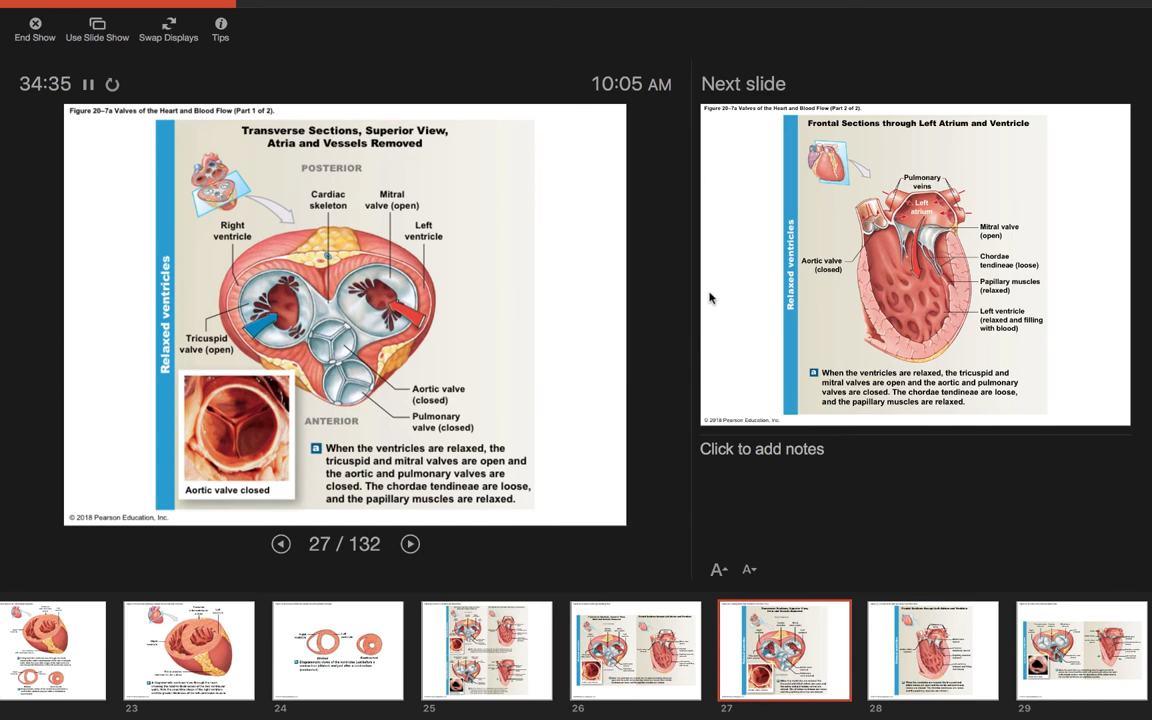 End Show
Use Slide Show
Swap Displays
Tips
34:35
10:05 AM
Figure 20–7a Valves of the Heart and Blood Flow (Part 1 of 2).
Transverse Sections, Superior View,
Atria and Vessels Removed
POSTERIOR
Cardiac
skeleton
Mitral
valve (open)
Right
ventricle
Left
ventricle
Relaxed ventricles
Tricuspid
valve (open)
Aortic valve
(closed)
Pulmonary
valve (closed)
ANTERIOR
Aortic valve closed
a When the ventricles are relaxed, the
tricuspid and mitral valves are open and
the aortic and pulmonary valves are
closed. The chordae tendineae are loose,
and the papillary muscles are relaxed.
© 2018 Pearson Education, Inc.
27 / 132
Next slide
Figure 20–7a Valves of the Heart and Blood Flow (Part 2 of 2).
Frontal Sections through Left Atrium and Ventricle
Pulmonary
veins
Left
atrium
Mitral valve
(open)
Aortic valve
(closed)
Chordae
tendineae (loose)
Papillary muscles
(relaxed)
Left ventricle
(relaxed and filling
with blood)
Relaxed ventricles
a When the ventricles are relaxed, the tricuspid and
mitral valves are open and the aortic and pulmonary
valves are closed. The chordae tendineae are loose,
and the papillary muscles are relaxed.
© 2018 Pearson Education, Inc.
Click to add notes
A A
23
24
25
26
27
28
29